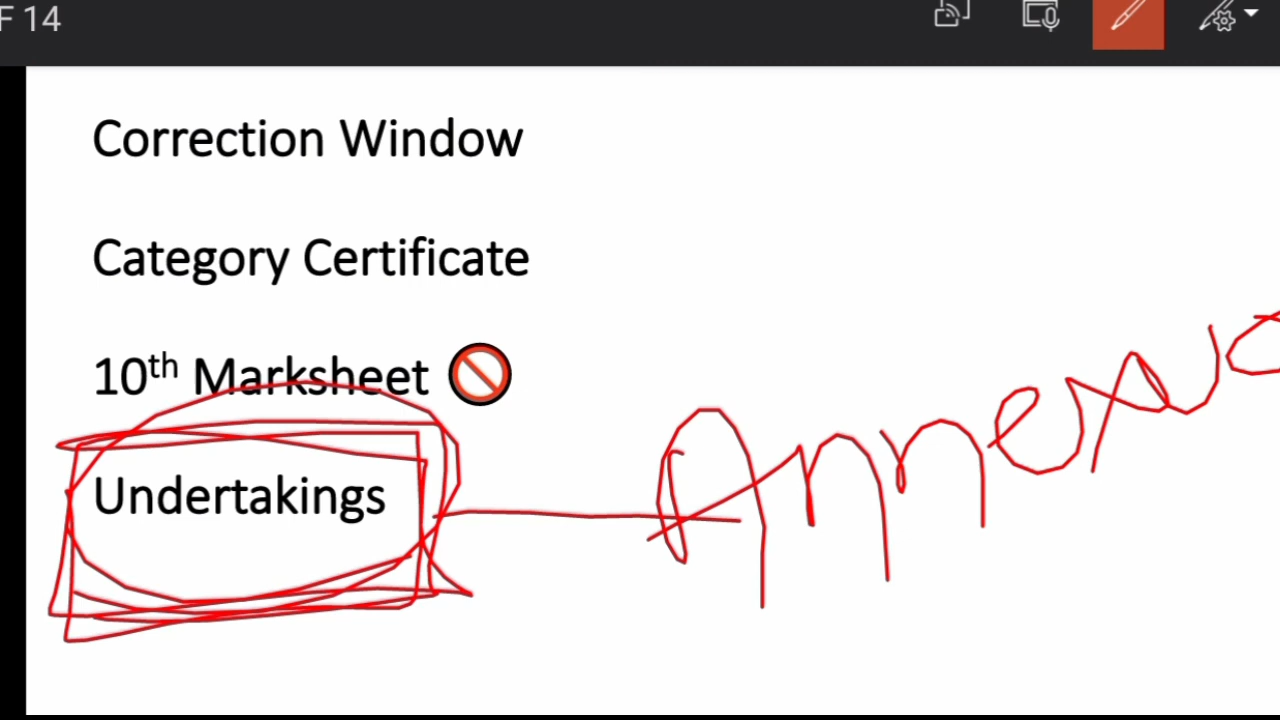 F 14
Correction Window
Category Certificate
10th Marksheet
Undertakings